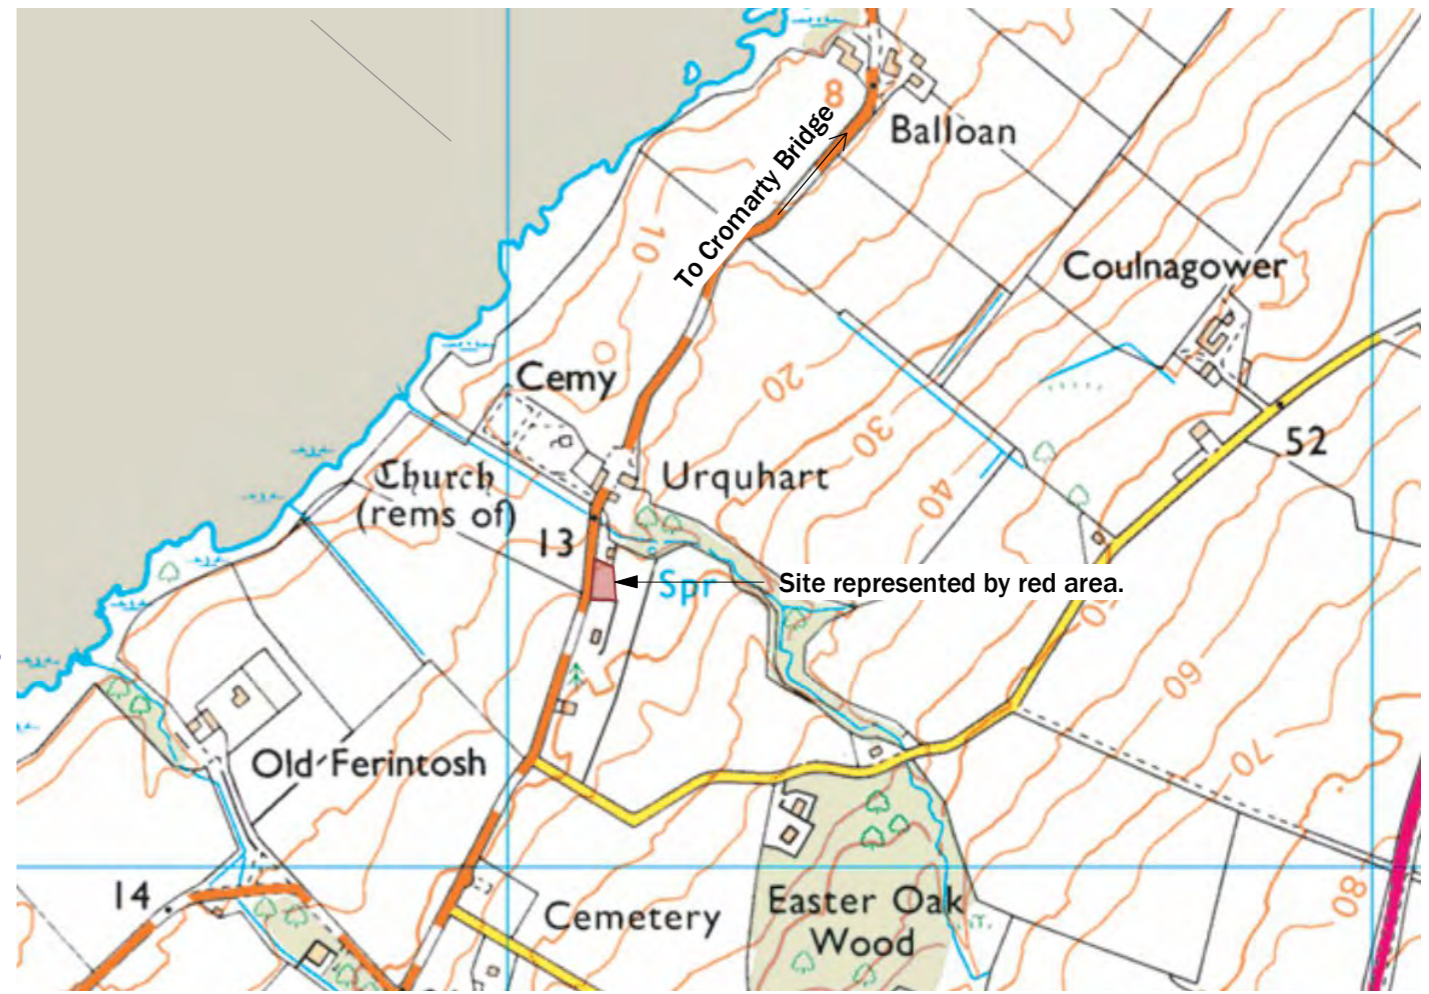 8
Balloan
To Cromarty Bridge
10
Coulnagower
Cemy
20
30
52
Church
(rems of)
Urquhart
40
13
Spr
Site represented by red area.
60
Old Ferintosh
70
14
Cemetery
Easter Oak
Wood
80